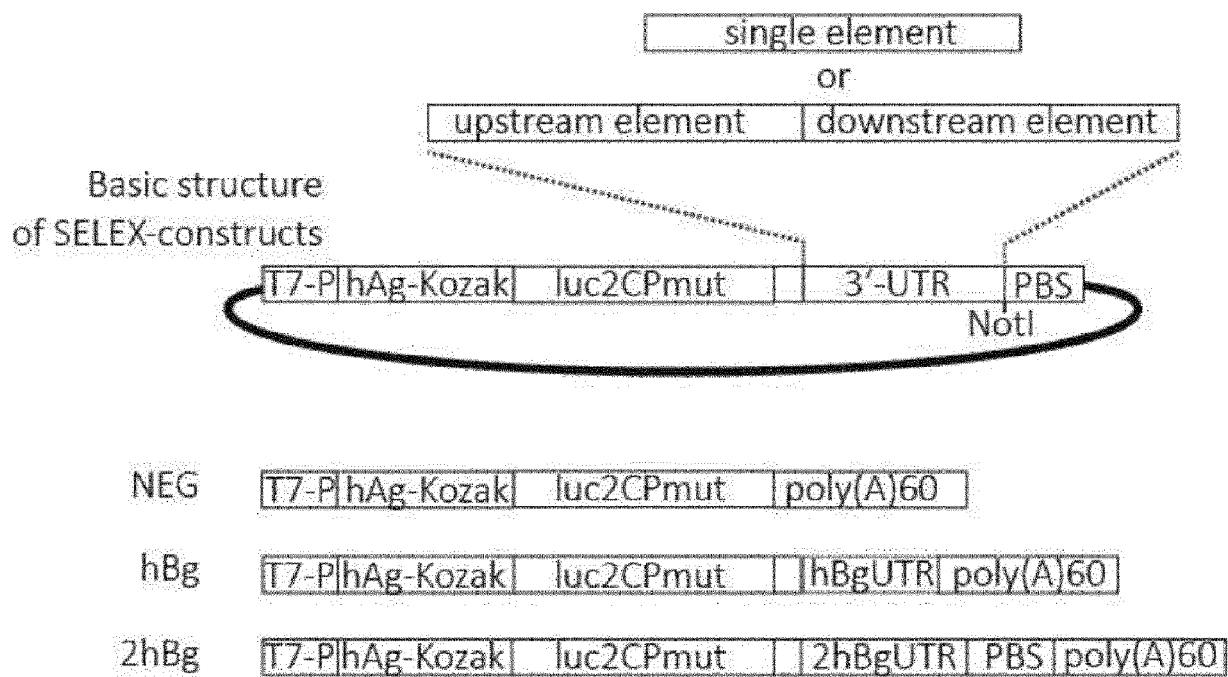 single element
or
upstream element downstream element
Basic structure
of SELEX-constructs
T7-P hAg-Kozak luc2CPmut 3'-UTR PBS
NotI
NEG T7-P hAg-Kozak luc2CPmut poly(A)60
hBg T7-P hAg-Kozak luc2CPmut hBgUTR poly(A)60
2hBg T7-P hAg-Kozak luc2CPmut 2hBgUTR PBS poly(A)60